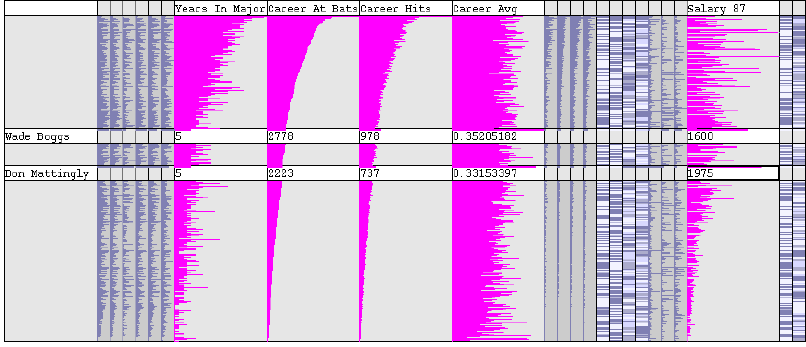 Years In Major Career At Bats Career Hits Career Avg Salary 87
Wade Boggs 5 2778 978 0.35205182 1600
Don Mattingly 5 2223 737 0.33153397 1975